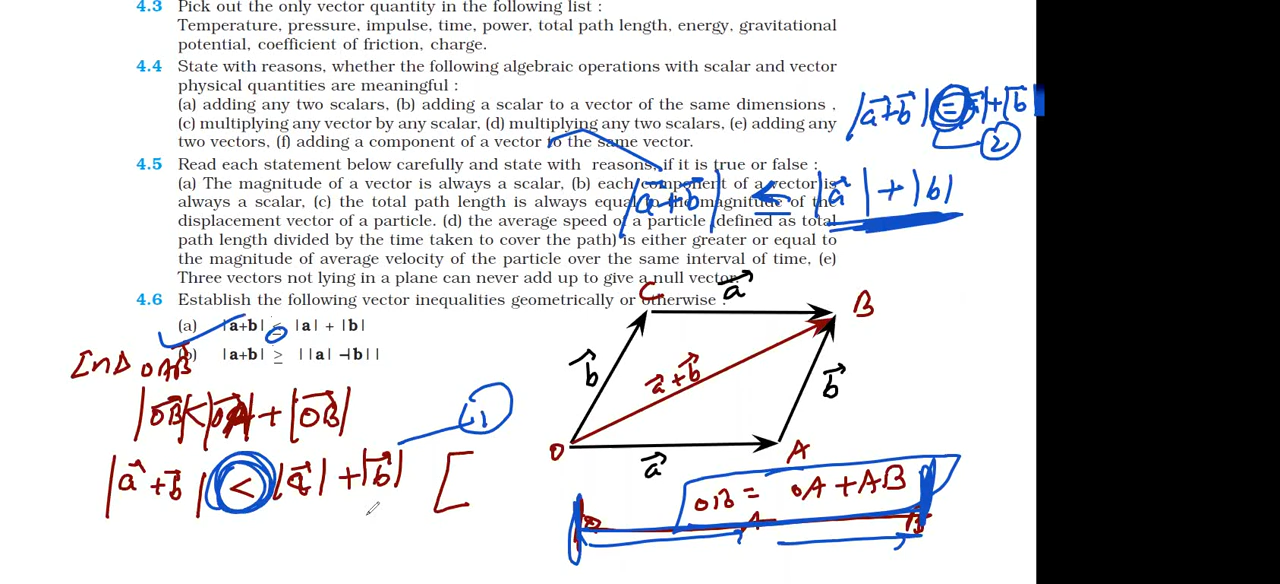 4.3 Pick out the only vector quantity in the following list :
Temperature, pressure, impulse, time, power, total path length, energy, gravitational
potential, coefficient of friction, charge.
4.4 State with reasons, whether the following algebraic operations with scalar and vector
physical quantities are meaningful :
(a) adding any two scalars, (b) adding a scalar to a vector of the same dimensions ,
(c) multiplying any vector by any scalar, (d) multiplying any two scalars, (e) adding any
two vectors, (f) adding a component of a vector to the same vector.
|a⃗+b⃗| = |a⃗|+|b⃗|
2
4.5 Read each statement below carefully and state with reasons, if it is true or false :
(a) The magnitude of a vector is always a scalar, (b) each component of a vector is
always a scalar, (c) the total path length is always equal to the magnitude of the
displacement vector of a particle. (d) the average speed of a particle (defined as total
path length divided by the time taken to cover the path) is either greater or equal to
the magnitude of average velocity of the particle over the same interval of time, (e)
Three vectors not lying in a plane can never add up to give a null vector.
|a⃗+b⃗| ≤ |a⃗| + |b|
4.6 Establish the following vector inequalities geometrically or otherwise :
(a) |a+b| ≤ |a| + |b|
(b) |a+b| ≥ ||a| −|b||
In Δ OAB
|OB⃗|<|OA|+|OB⃗|
1
|a⃗+b⃗| < |a⃗|+|b⃗| [
C a⃗ B
b⃗ a⃗+b⃗ b⃗
O a⃗ A
OB = OA + AB
O A B